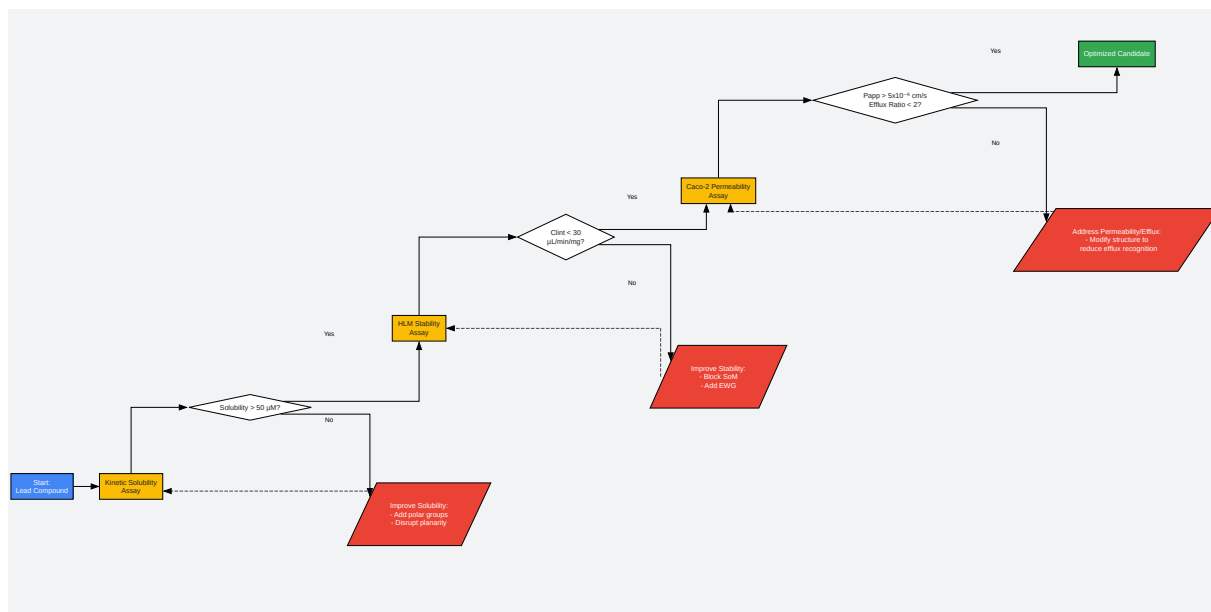 Yes
Optimized Candidate
Papp > 5x10⁻⁶ cm/s
Efflux Ratio < 2?
No
Caco-2 Permeability
Assay
Yes
Clint < 30
µL/min/mg?
Address Permeability/Efflux:
- Modify structure to
reduce efflux recognition
No
HLM Stability
Assay
Yes
Improve Stability:
- Block SoM
- Add EWG
Solubility > 50 µM?
No
Start:
Lead Compound
Kinetic Solubility
Assay
Improve Solubility:
- Add polar groups
- Disrupt planarity